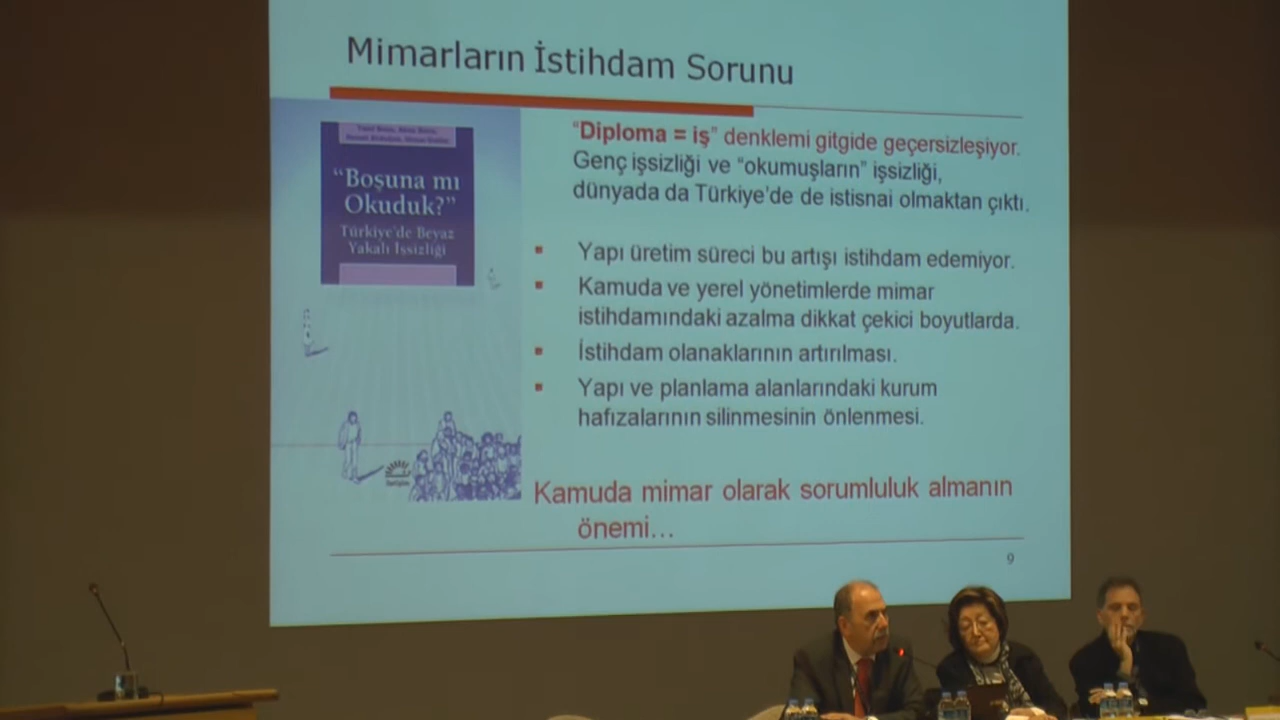 Mimarların İstihdam Sorunu
"Boşuna mı
Okuduk?"
Türkiye'de Beyaz
Yakalı İşsizliği
iletişim
"Diploma = iş" denklemi gitgide geçersizleşiyor.
Genç işsizliği ve "okumuşların" işsizliği,
dünyada da Türkiye'de de istisnai olmaktan çıktı.
Yapı üretim süreci bu artışı istihdam edemiyor.
Kamuda ve yerel yönetimlerde mimar
istihdamındaki azalma dikkat çekici boyutlarda.
İstihdam olanaklarının artırılması.
Yapı ve planlama alanlarındaki kurum
hafızalarının silinmesinin önlenmesi.
Kamuda mimar olarak sorumluluk almanın
önemi...
9